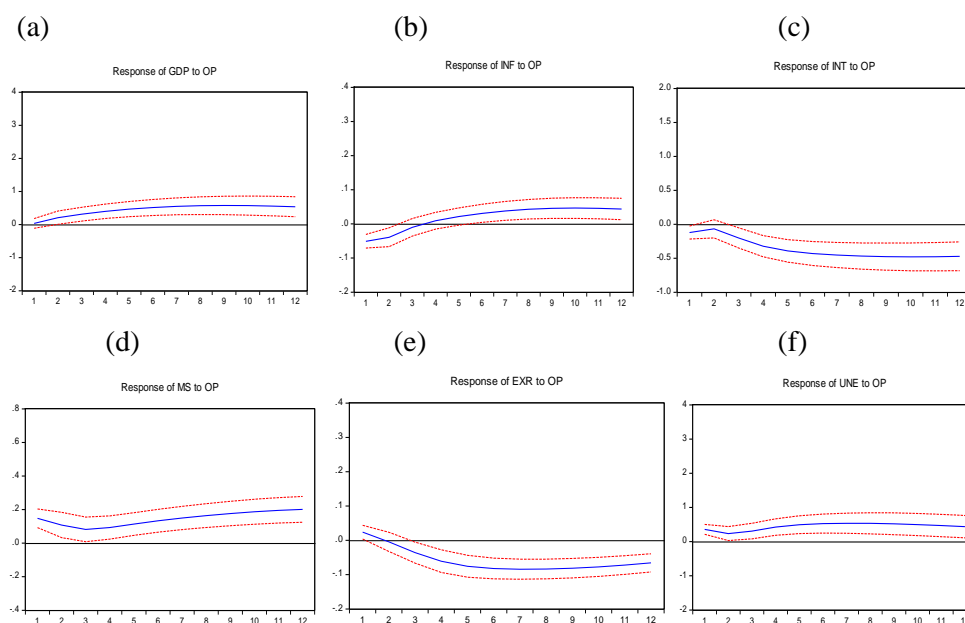 (a)
(b)
(c)
Response of GDP to OP
4
3
2
1
0
-1
-2
1 2 3 4 5 6 7 8 9 10 11 12
Response of INF to OP
.4
.3
.2
.1
.0
-.1
-.2
1 2 3 4 5 6 7 8 9 10 11 12
Response of INT to OP
2.0
1.5
1.0
0.5
0.0
-0.5
-1.0
1 2 3 4 5 6 7 8 9 10 11 12
(d)
(e)
(f)
Response of MS to OP
.8
.6
.4
.2
.0
-.2
-.4
1 2 3 4 5 6 7 8 9 10 11 12
Response of EXR to OP
.4
.3
.2
.1
.0
-.1
-.2
1 2 3 4 5 6 7 8 9 10 11 12
Response of UNE to OP
4
3
2
1
0
-1
-2
1 2 3 4 5 6 7 8 9 10 11